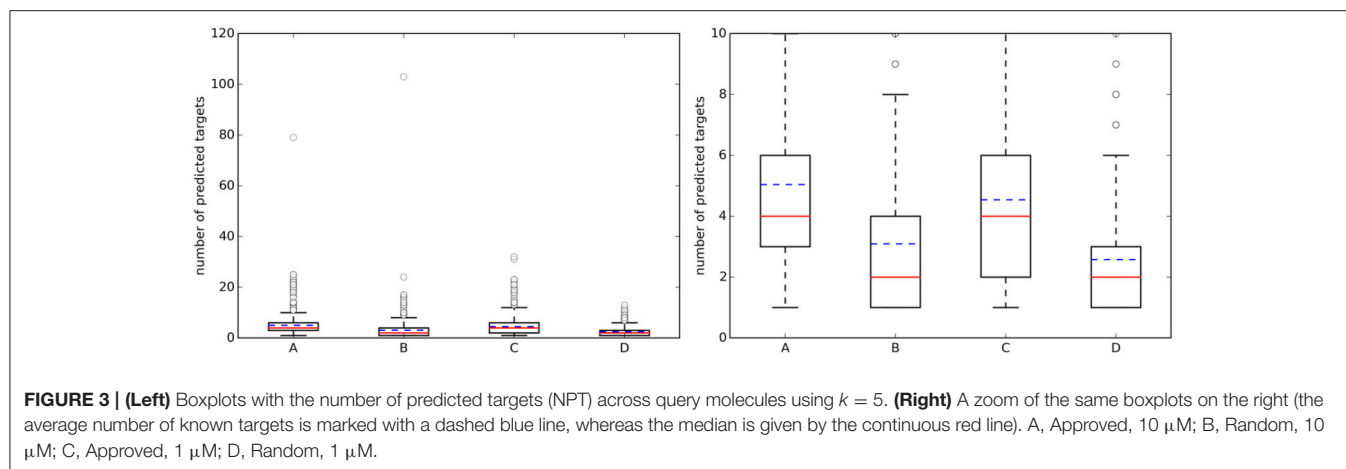 120
100
80
60
40
20
0
number of predicted targets
A B C D
10
8
6
4
2
0
number of predicted targets
A B C D
FIGURE 3 | (Left) Boxplots with the number of predicted targets (NPT) across query molecules using k = 5. (Right) A zoom of the same boxplots on the right (the
average number of known targets is marked with a dashed blue line, whereas the median is given by the continuous red line). A, Approved, 10 μM; B, Random, 10
μM; C, Approved, 1 μM; D, Random, 1 μM.